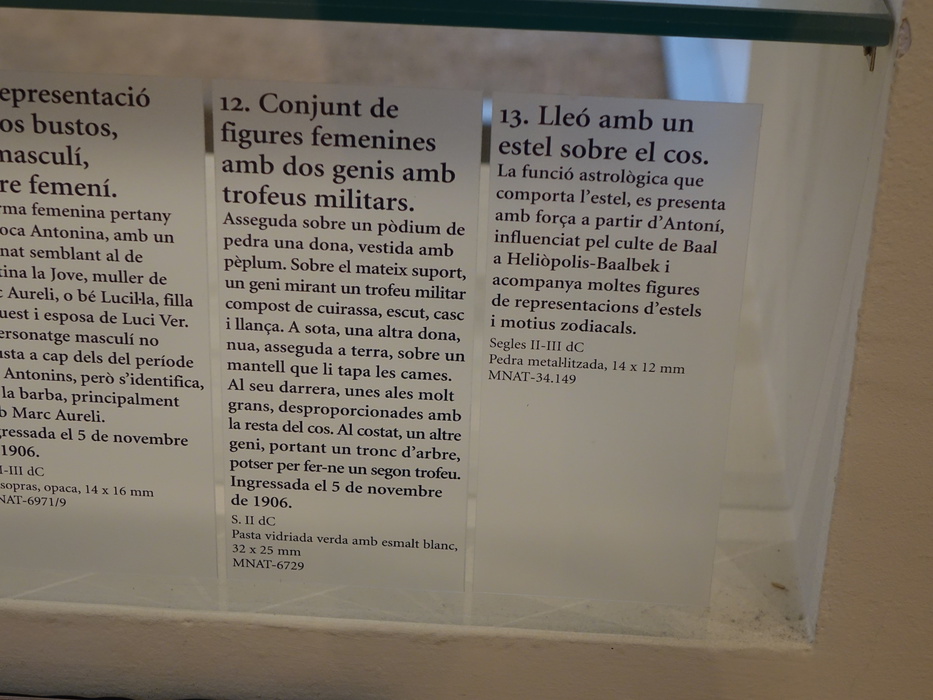 epresentació
os bustos,
masculí,
re femení.
rma femenina pertany
oca Antonina, amb un
nat semblant al de
tina la Jove, muller de
c Aureli, o bé Lucil·la, filla
uest i esposa de Luci Ver.
ersonatge masculí no
usta a cap dels del període
Antonins, però s'identifica,
la barba, principalment
b Marc Aureli.
gressada el 5 de novembre
1906.
I-III dC
sopras, opaca, 14 x 16 mm
NAT-6971/9
12. Conjunt de
figures femenines
amb dos genis amb
trofeus militars.
Asseguda sobre un pòdium de
pedra una dona, vestida amb
pèplum. Sobre el mateix suport,
un geni mirant un trofeu militar
compost de cuirassa, escut, casc
i llança. A sota, una altra dona,
nua, asseguda a terra, sobre un
mantell que li tapa les cames.
Al seu darrera, unes ales molt
grans, desproporcionades amb
la resta del cos. Al costat, un altre
geni, portant un tronc d'arbre,
potser per fer-ne un segon trofeu.
Ingressada el 5 de novembre
de 1906.
S. II dC
Pasta vidriada verda amb esmalt blanc,
32 x 25 mm
MNAT-6729
13. Lleó amb un
estel sobre el cos.
La funció astrològica que
comporta l'estel, es presenta
amb força a partir d'Antoní,
influenciat pel culte de Baal
a Heliòpolis-Baalbek i
acompanya moltes figures
de representacions d'estels
i motius zodiacals.
Segles II-III dC
Pedra metal·litzada, 14 x 12 mm
MNAT-34.149